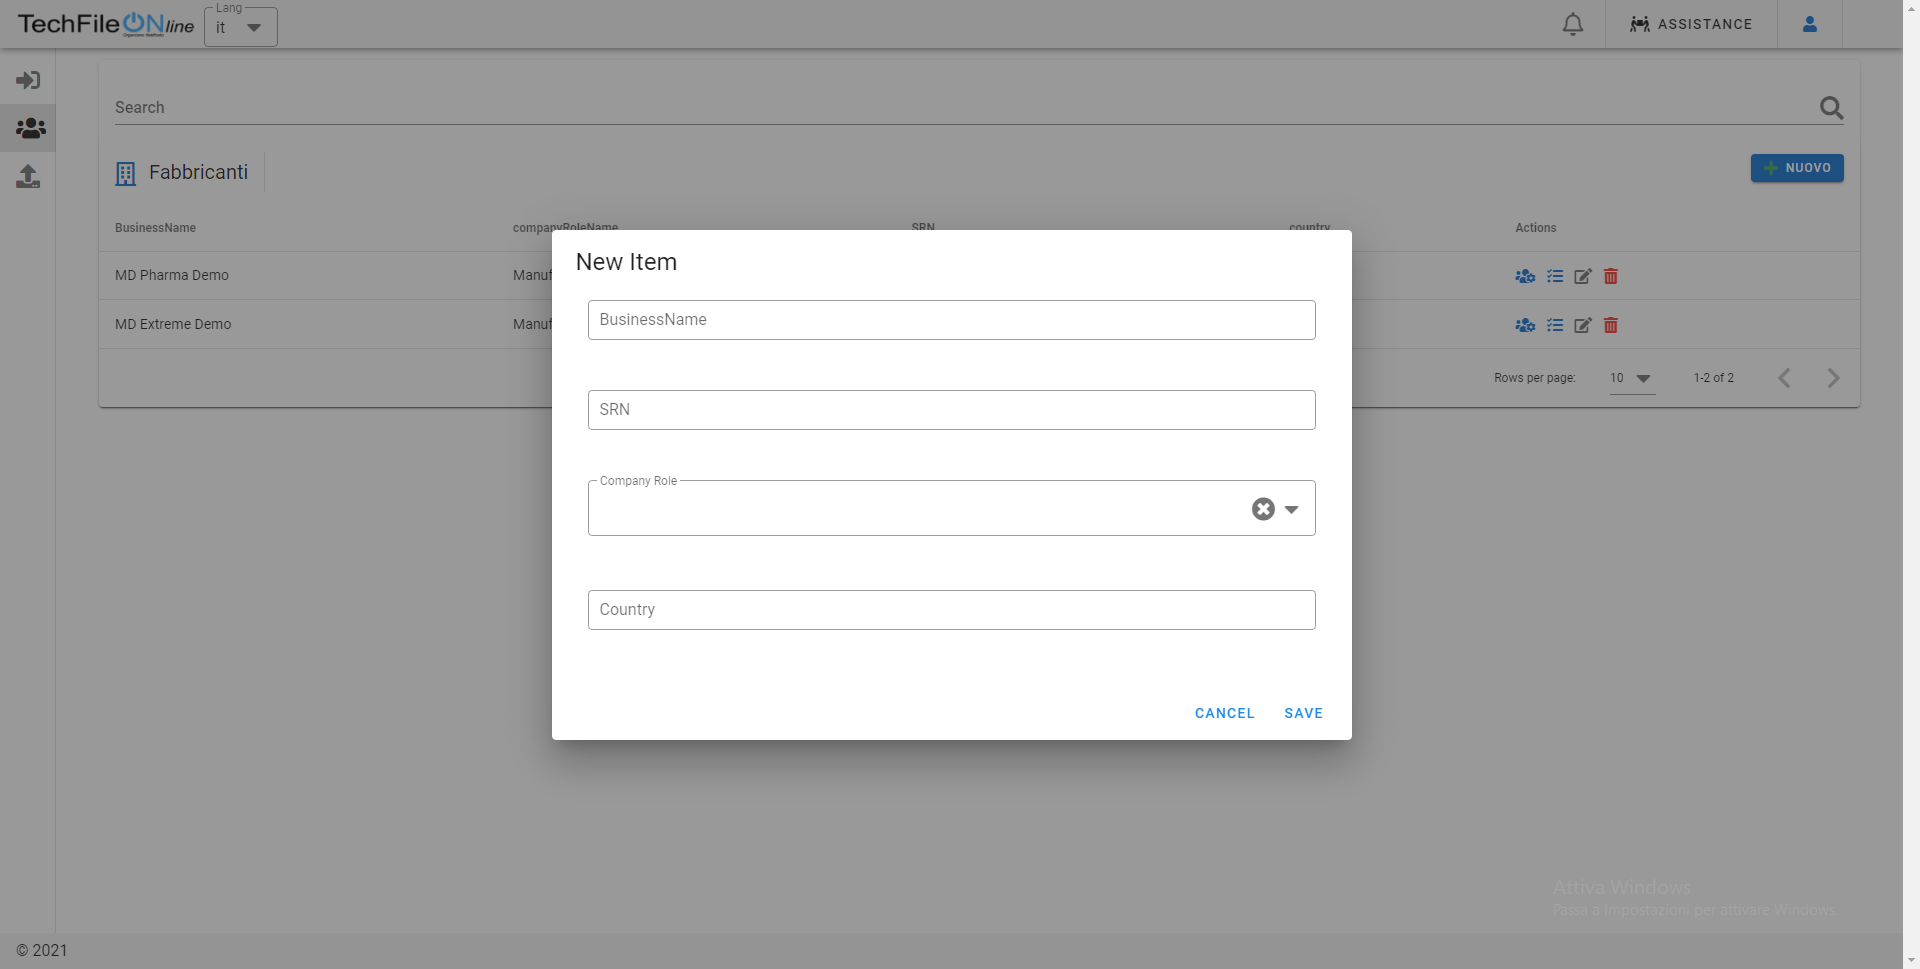 TechFileONline
Lang
it
ASSISTANCE
Search
Fabbricanti
NUOVO
BusinessName companyRoleName SRN country Actions
MD Pharma Demo Manuf
MD Extreme Demo Manuf
Rows per page: 10 1-2 of 2
New Item
BusinessName
SRN
Company Role
Country
CANCEL SAVE
Attiva Windows
Passa a Impostazioni per attivare Windows.
© 2021